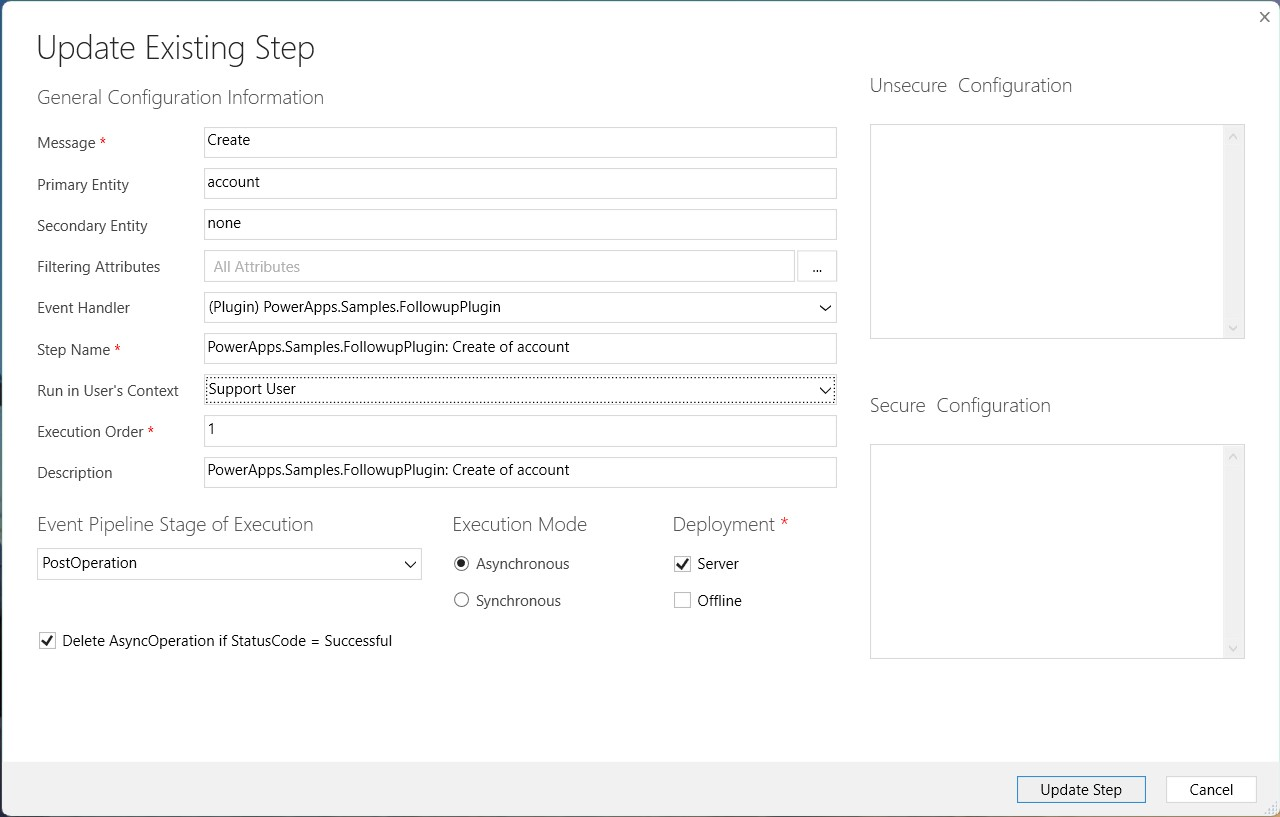 Update Existing Step
General Configuration Information
Message *
Create
Primary Entity
account
Secondary Entity
none
Filtering Attributes
All Attributes
...
Event Handler
(Plugin) PowerApps.Samples.FollowupPlugin
Step Name *
PowerApps.Samples.FollowupPlugin: Create of account
Run in User's Context
Support User
Execution Order *
1
Description
PowerApps.Samples.FollowupPlugin: Create of account
Event Pipeline Stage of Execution
PostOperation
Execution Mode
Asynchronous
Synchronous
Deployment *
Server
Offline
Delete AsyncOperation if StatusCode = Successful
Unsecure Configuration
Secure Configuration
Update Step
Cancel